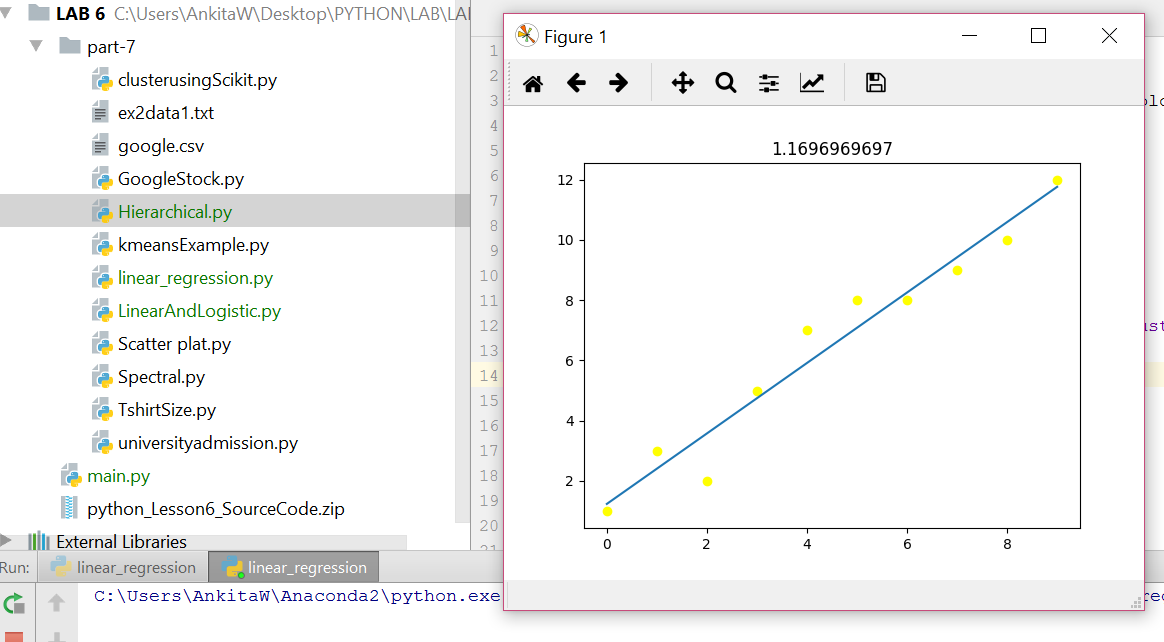 LAB 6 C:\Users\AnkitaW\Desktop\PYTHON\LAB\LA
part-7
clusterusingScikit.py
ex2data1.txt
google.csv
GoogleStock.py
Hierarchical.py
kmeansExample.py
linear_regression.py
LinearAndLogistic.py
Scatter plat.py
Spectral.py
TshirtSize.py
universityadmission.py
main.py
python_Lesson6_SourceCode.zip
External Libraries
1
2
3
4
5
6
7
8
9
10
11
12
13
14
15
16
17
18
19
20
Figure 1
1.1696969697
12
10
8
6
4
2
0 2 4 6 8
Run: linear_regression linear_regression
C:\Users\AnkitaW\Anaconda2\python.exe